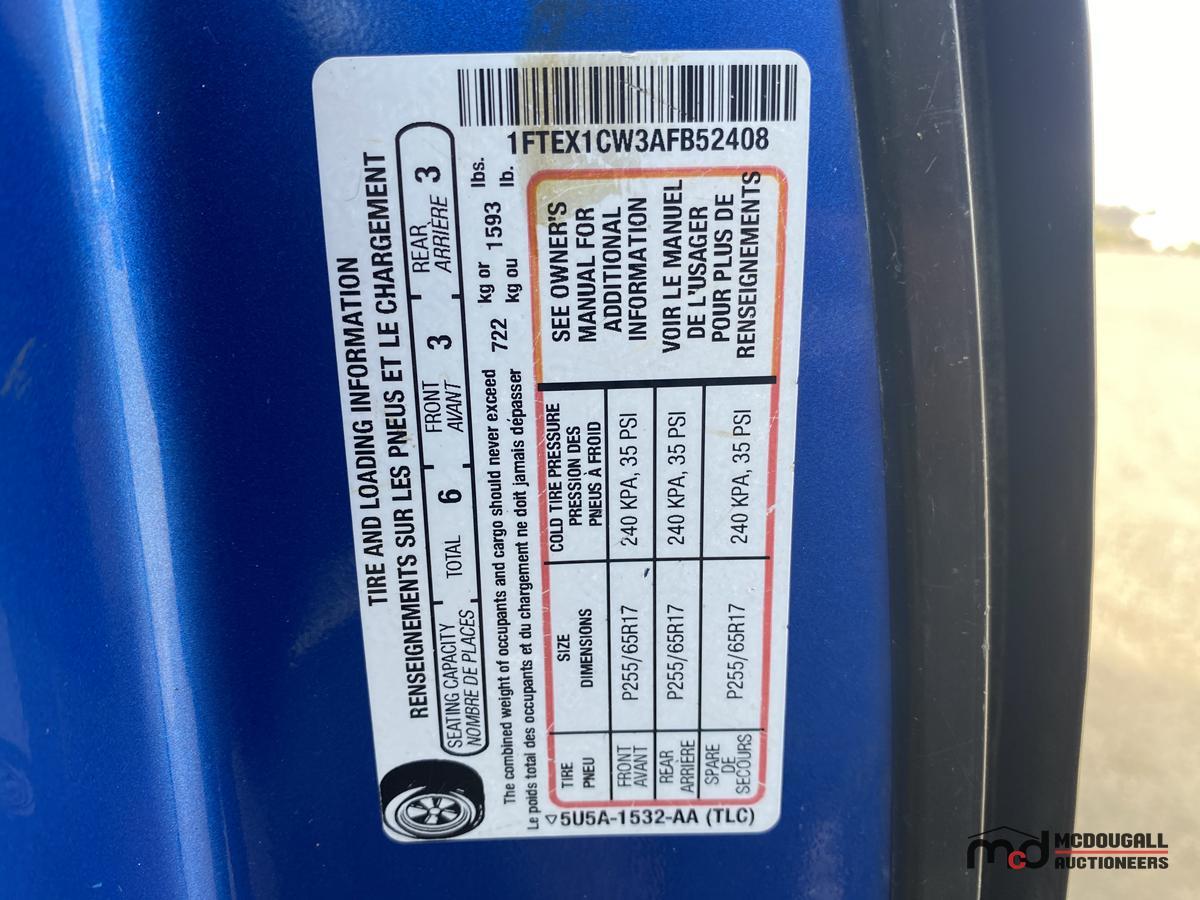 TIRE AND LOADING INFORMATION
RENSEIGNEMENTS SUR LES PNEUS ET LE CHARGEMENT
SEATING CAPACITY TOTAL 6 FRONT 3 REAR 3
NOMBRE DE PLACES AVANT ARRIÈRE
The combined weight of occupants and cargo should never exceed 722 kg or 1593 lbs.
Le poids total des occupants et du chargement ne doit jamais dépasser kg ou lb.
1FTEX1CW3AFB52408
TIRE SIZE COLD TIRE PRESSURE
PNEU DIMENSIONS PRESSION DES
PNEUS À FROID
FRONT P255/65R17 240 KPA, 35 PSI
AVANT
REAR P255/65R17 240 KPA, 35 PSI
ARRIÈRE
SPARE P255/65R17 240 KPA, 35 PSI
DE
SECOURS
SEE OWNER'S
MANUAL FOR
ADDITIONAL
INFORMATION
VOIR LE MANUEL
DE L'USAGER
POUR PLUS DE
RENSEIGNEMENTS
5U5A-1532-AA (TLC)
mcd MCDOUGALL
AUCTIONEERS